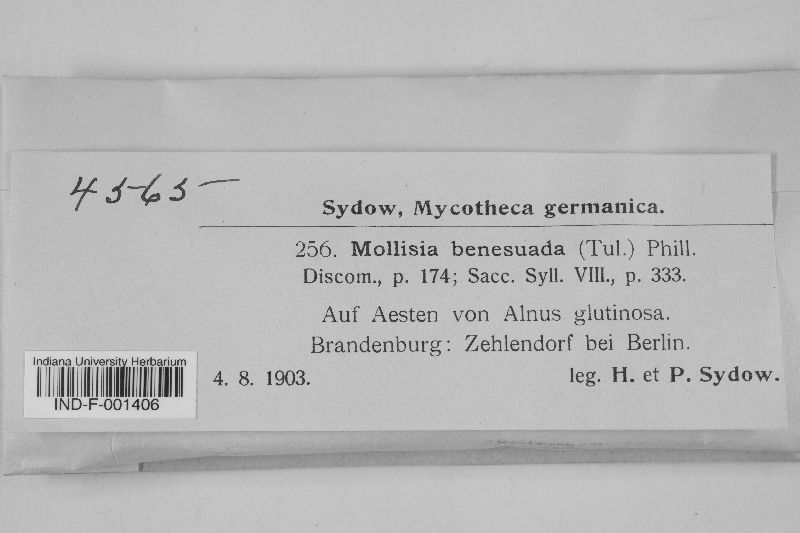 4565
Sydow, Mycotheca germanica.
256. Mollisia benesuada (Tul.) Phill.
Discom., p. 174; Sacc. Syll. VIII., p. 333.
Auf Aesten von Alnus glutinosa.
Brandenburg: Zehlendorf bei Berlin.
4. 8. 1903. leg. H. et P. Sydow.
Indiana University Herbarium
IND-F-001406